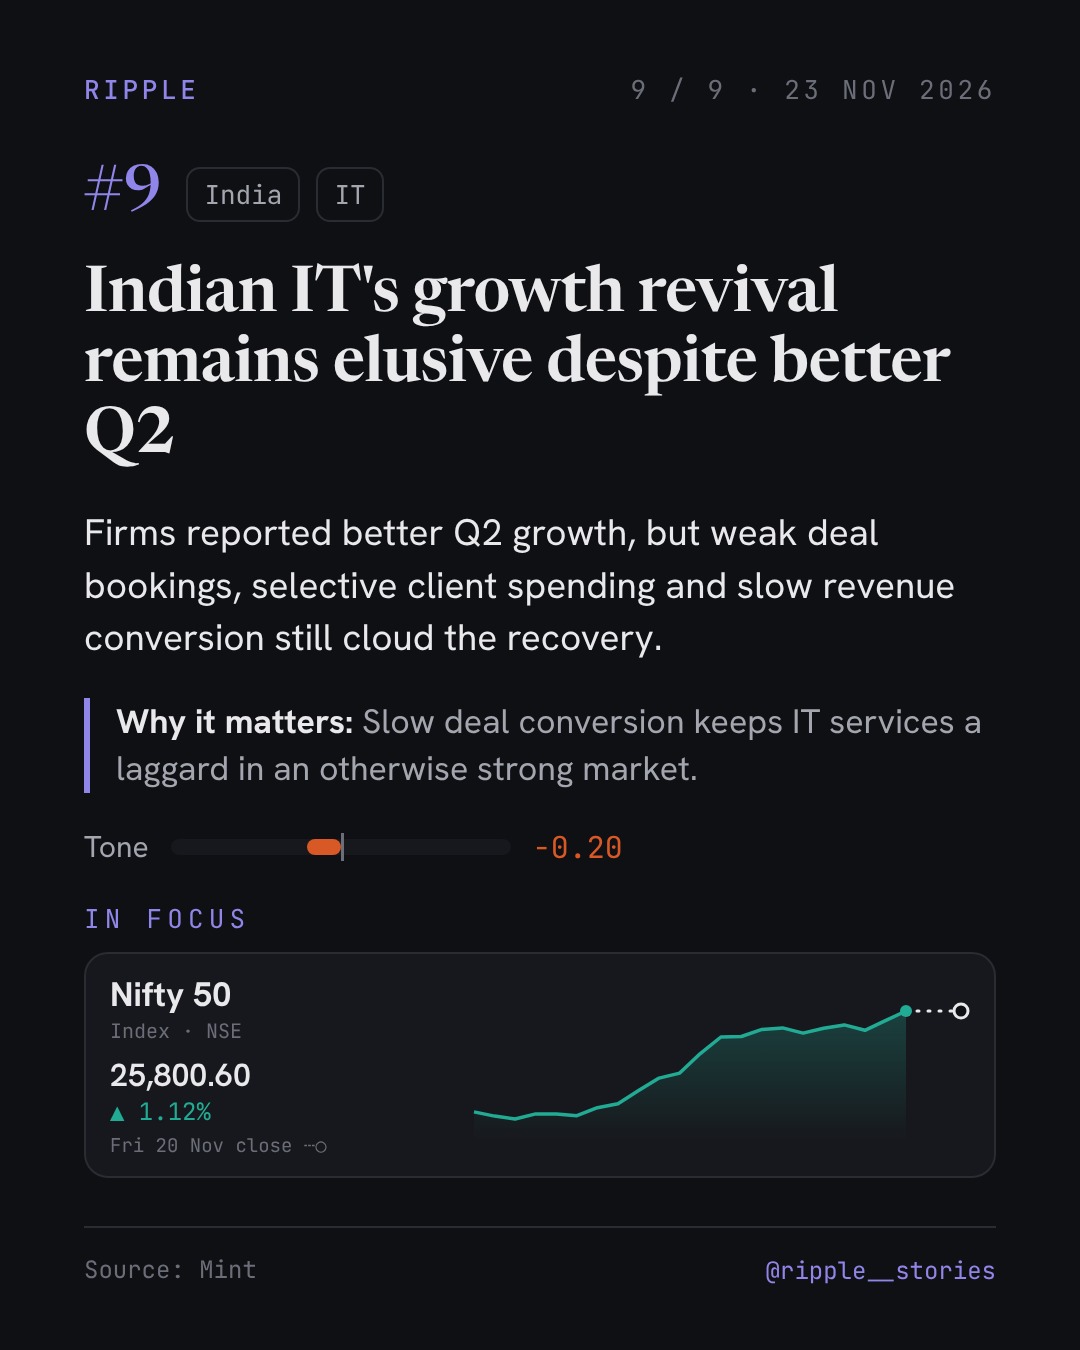 RIPPLE
9 / 9 · 23 NOV 2026
#9 India IT
Indian IT's growth revival
remains elusive despite better
Q2
Firms reported better Q2 growth, but weak deal
bookings, selective client spending and slow revenue
conversion still cloud the recovery.
Why it matters: Slow deal conversion keeps IT services a
laggard in an otherwise strong market.
Tone -0.20
IN FOCUS
Nifty 50
Index · NSE
25,800.60
▲ 1.12%
Fri 20 Nov close
Source: Mint
@ripple__stories